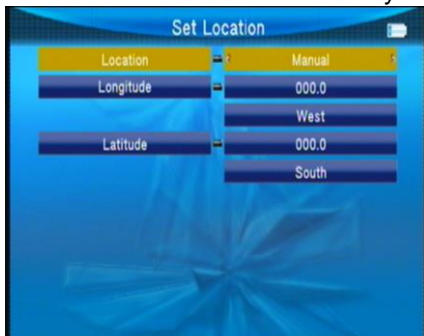 Set Location
Location Manual
Longitude 000.0
West
Latitude 000.0
South